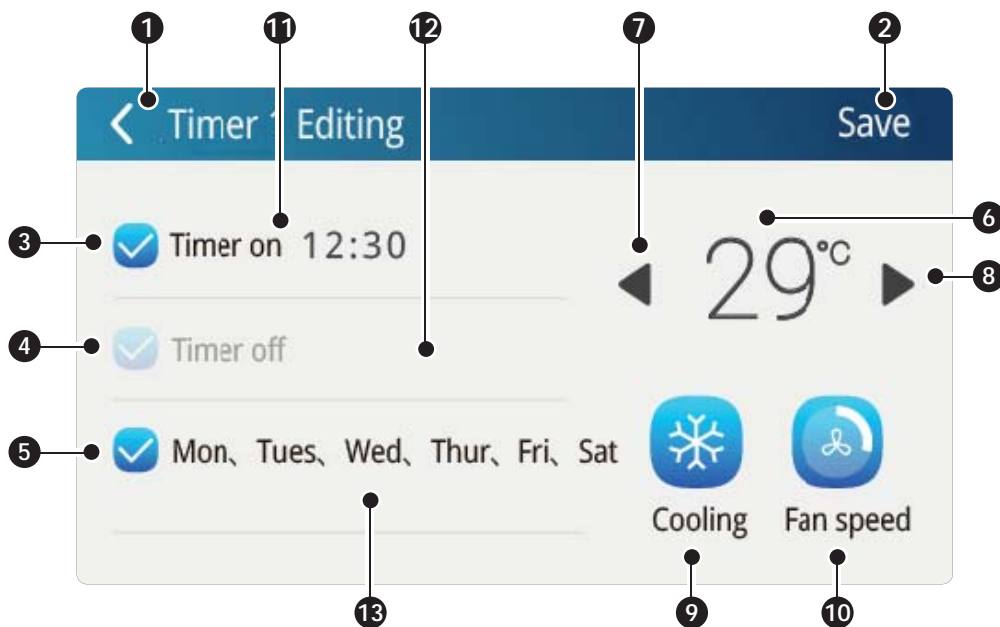 1 11 12 7 2
Timer 1 Editing Save
3 Timer on 12:30
6
29°C
8
4 Timer off
5 Mon、Tues、Wed、Thur、Fri、Sat
Cooling Fan speed
13 9 10